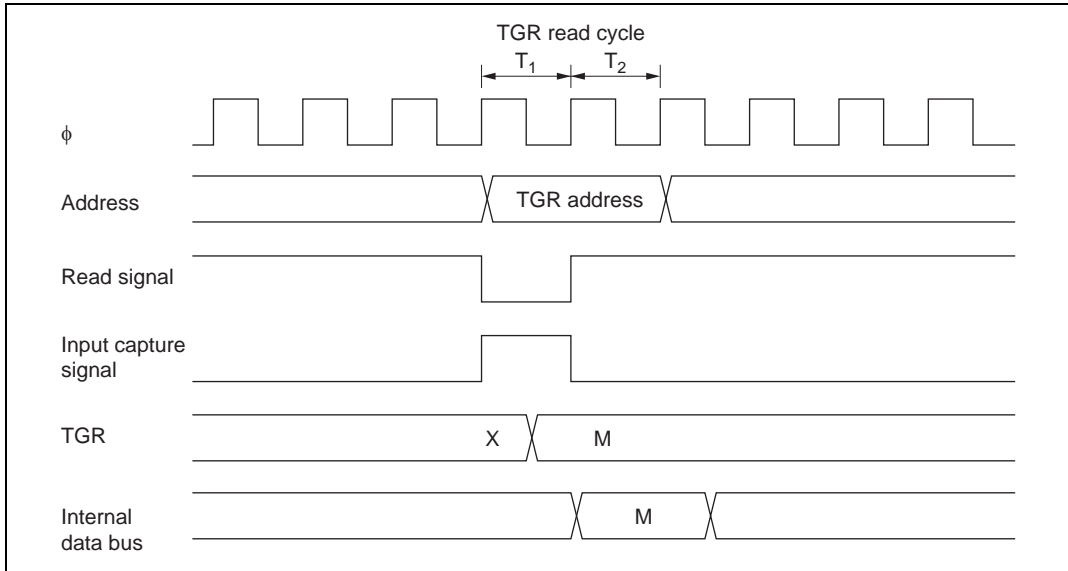 TGR read cycle
T1 T2
ϕ
Address
TGR address
Read signal
Input capture
signal
TGR
X M
Internal
data bus
M